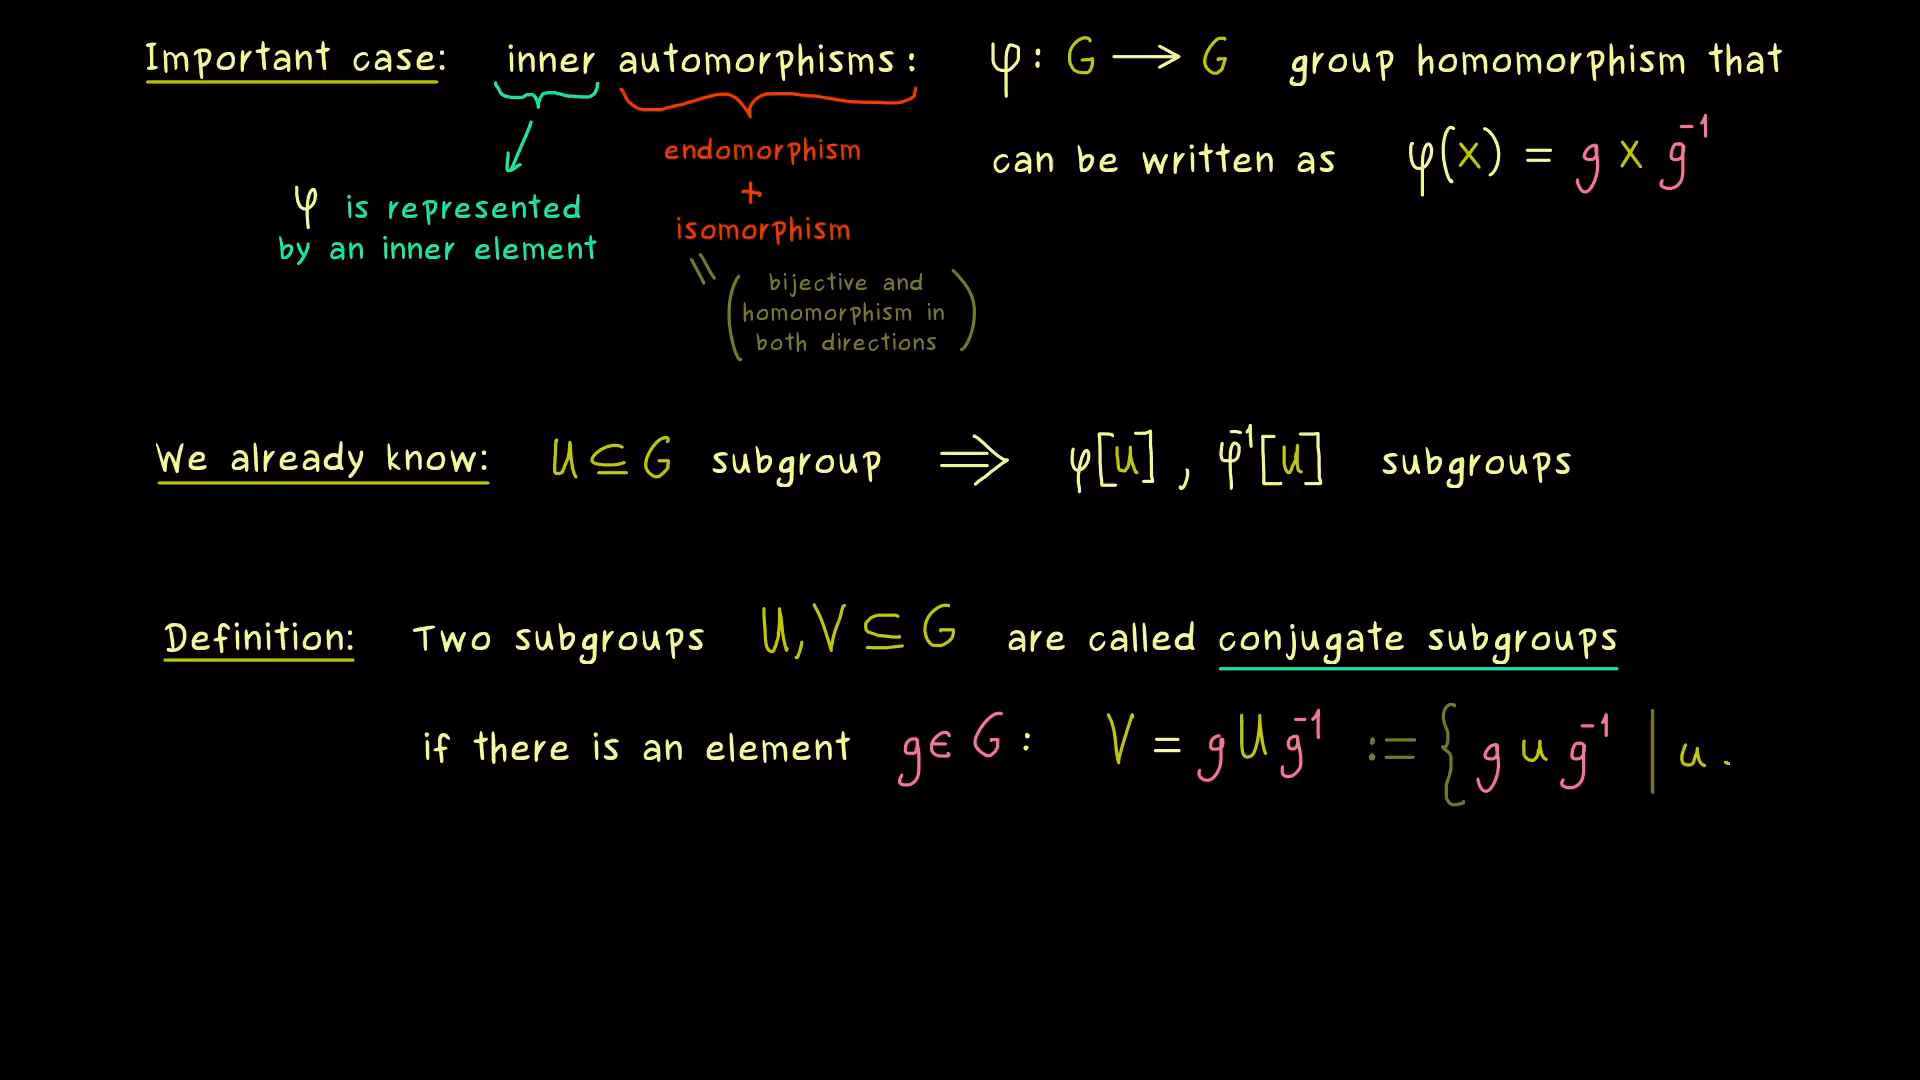 Important case: inner automorphisms: φ: G ⟶ G group homomorphism that
can be written as φ(x) = g x g⁻¹
endomorphism
+
isomorphism
φ is represented
by an inner element
= ( bijective and
homomorphism in
both directions )
We already know: U ⊆ G subgroup ⟹ φ[U] , φ⁻¹[U] subgroups
Definition: Two subgroups U, V ⊆ G are called conjugate subgroups
if there is an element g ∈ G : V = g U g⁻¹ := { g u g⁻¹ | u